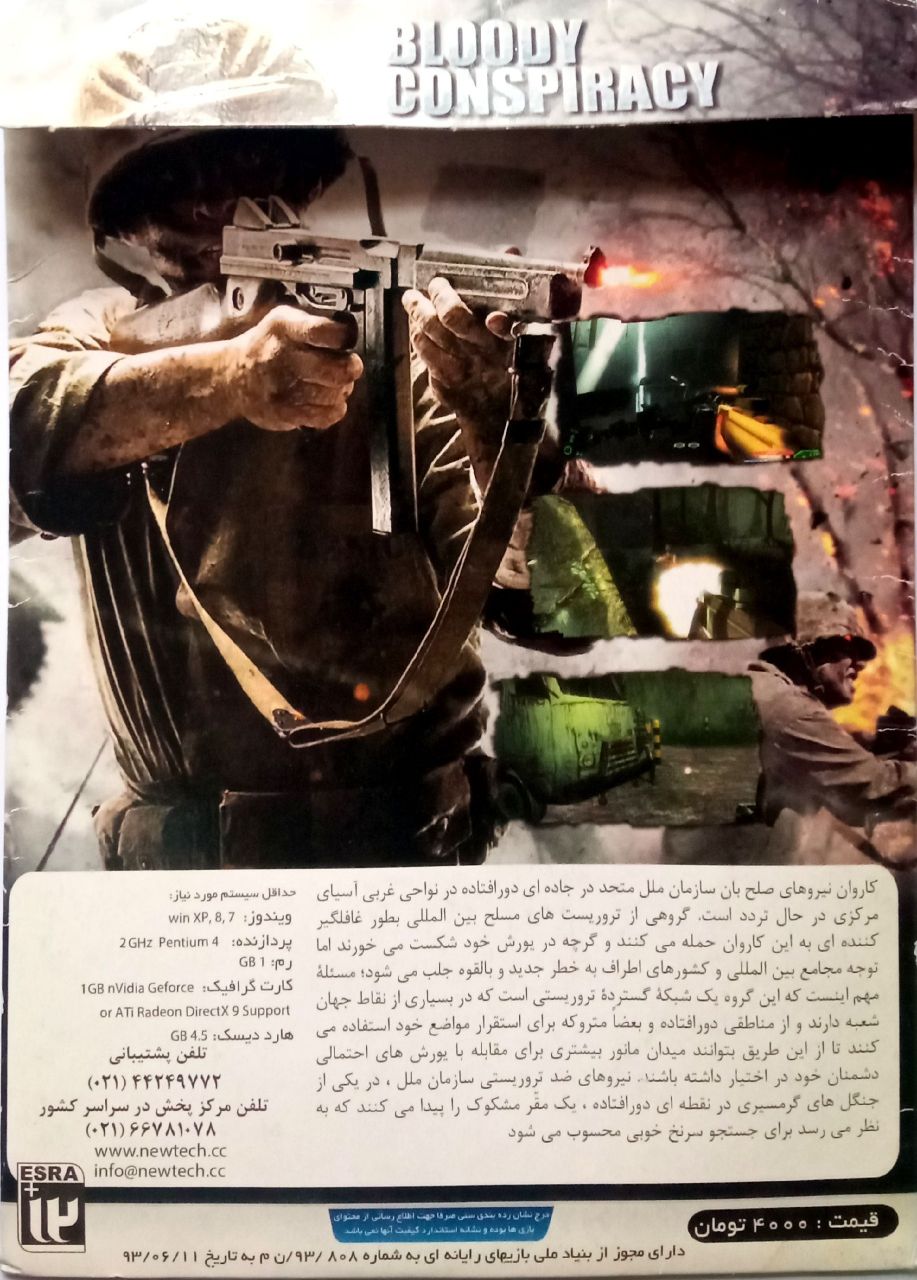 BLOODY
CONSPIRACY
کاروان نیروهای صلح بان سازمان ملل متحد در جاده ای دورافتاده در نواحی غربی آسیای
مرکزی در حال تردد است. گروهی از تروریست های مسلح بین المللی بطور غافلگیر
کننده ای به این کاروان حمله می کنند و گرچه در یورش خود شکست می خورند اما
توجه مجامع بین المللی و کشورهای اطراف به خطر جدید و بالقوه جلب می شود؛ مسئلهٔ
مهم اینست که این گروه یک شبکهٔ گستردهٔ تروریستی است که در بسیاری از نقاط جهان
شعبه دارند و از مناطقی دورافتاده و بعضاً متروکه برای استقرار مواضع خود استفاده می
کنند تا از این طریق بتوانند میدان مانور بیشتری برای مقابله با یورش های احتمالی
دشمنان خود در اختیار داشته باشند. نیروهای ضد تروریستی سازمان ملل ، در یکی از
جنگل های گرمسیری در نقطه ای دورافتاده ، یک مقّر مشکوک را پیدا می کنند که به
نظر می رسد برای جستجو سرنخ خوبی محسوب می شود
حداقل سیستم مورد نیاز:
ویندوز: win XP, 8, 7
پردازنده: 2GHz Pentium 4
رم: 1 GB
کارت گرافیک: 1GB nVidia Geforce
or ATi Radeon DirectX 9 Support
هارد دیسک: 4.5 GB
تلفن پشتیبانی
(۰۲۱) ۴۴۲۴۹۷۷۲
تلفن مرکز پخش در سراسر کشور
(۰۲۱) ۶۶۷۸۱۰۷۸
www.newtech.cc
info@newtech.cc
ESRA
+۱۲
درج نشان رده بندی سنی صرفا جهت اطلاع رسانی از محتوای
بازی ها بوده و نشانه استاندارد کیفیت آنها نمی باشد.
قیمت : ۴۰۰۰ تومان
دارای مجوز از بنیاد ملی بازیهای رایانه ای به شماره ۹۳/۸۰۸/ن م به تاریخ ۹۳/۰۶/۱۱